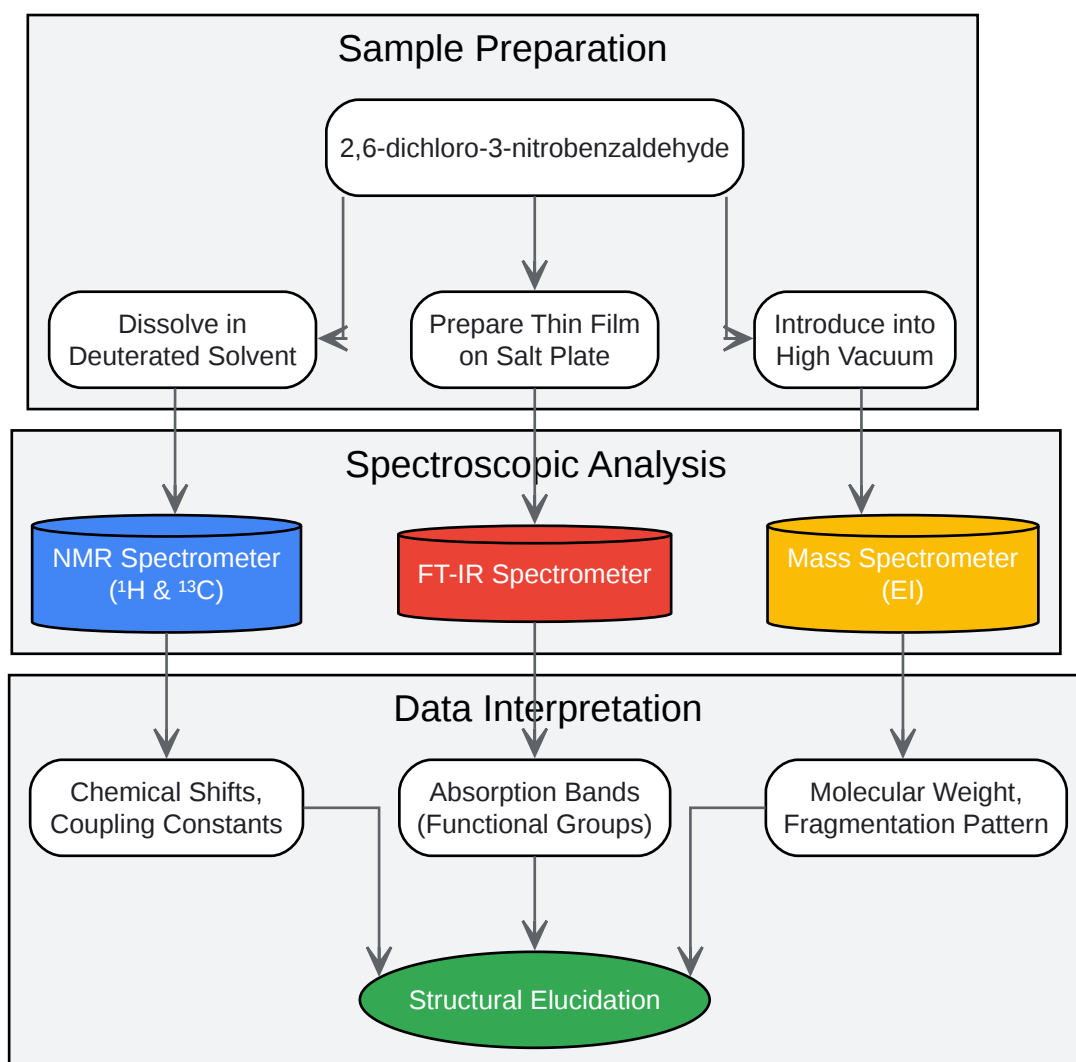 Sample Preparation
2,6-dichloro-3-nitrobenzaldehyde
Dissolve in
Deuterated Solvent
Prepare Thin Film
on Salt Plate
Introduce into
High Vacuum
Spectroscopic Analysis
NMR Spectrometer
(¹H & ¹³C)
FT-IR Spectrometer
Mass Spectrometer
(EI)
Data Interpretation
Chemical Shifts,
Coupling Constants
Absorption Bands
(Functional Groups)
Molecular Weight,
Fragmentation Pattern
Structural Elucidation